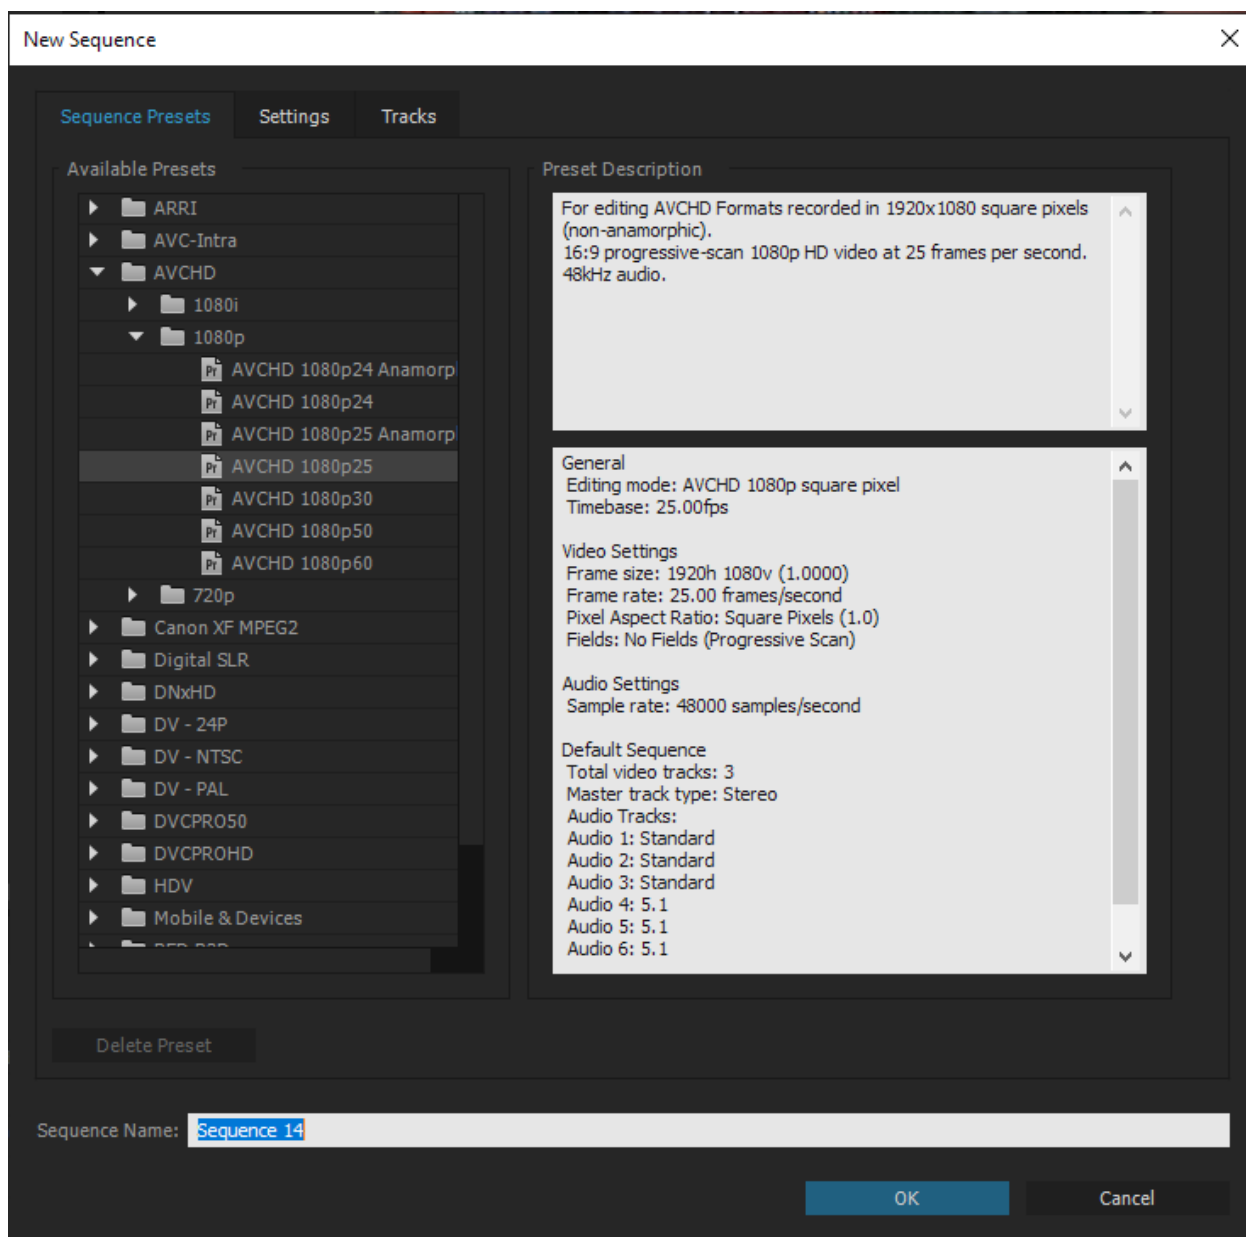 New Sequence
Sequence Presets
Settings
Tracks
Available Presets
ARRI
AVC-Intra
AVCHD
1080i
1080p
AVCHD 1080p24 Anamorp
AVCHD 1080p24
AVCHD 1080p25 Anamorp
AVCHD 1080p25
AVCHD 1080p30
AVCHD 1080p50
AVCHD 1080p60
720p
Canon XF MPEG2
Digital SLR
DNxHD
DV - 24P
DV - NTSC
DV - PAL
DVCPRO50
DVCPROHD
HDV
Mobile & Devices
Preset Description
For editing AVCHD Formats recorded in 1920x1080 square pixels
(non-anamorphic).
16:9 progressive-scan 1080p HD video at 25 frames per second.
48kHz audio.
General
Editing mode: AVCHD 1080p square pixel
Timebase: 25.00fps
Video Settings
Frame size: 1920h 1080v (1.0000)
Frame rate: 25.00 frames/second
Pixel Aspect Ratio: Square Pixels (1.0)
Fields: No Fields (Progressive Scan)
Audio Settings
Sample rate: 48000 samples/second
Default Sequence
Total video tracks: 3
Master track type: Stereo
Audio Tracks:
Audio 1: Standard
Audio 2: Standard
Audio 3: Standard
Audio 4: 5.1
Audio 5: 5.1
Audio 6: 5.1
Delete Preset
Sequence Name: Sequence 14
OK
Cancel